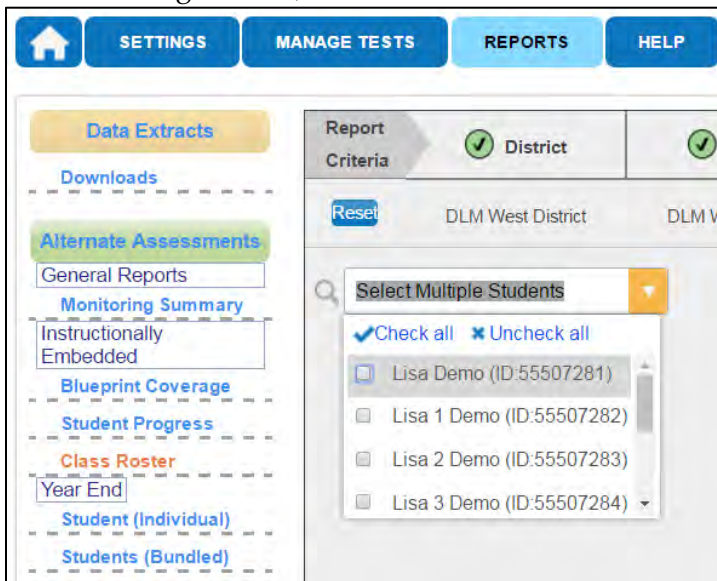 SETTINGS MANAGE TESTS REPORTS HELP
Data Extracts
Downloads
Alternate Assessments
General Reports
Monitoring Summary
Instructionally
Embedded
Blueprint Coverage
Student Progress
Class Roster
Year End
Student (Individual)
Students (Bundled)
Report
Criteria
District
Reset DLM West District DLM
Select Multiple Students
Check all Uncheck all
Lisa Demo (ID:55507281)
Lisa 1 Demo (ID:55507282)
Lisa 2 Demo (ID:55507283)
Lisa 3 Demo (ID:55507284)